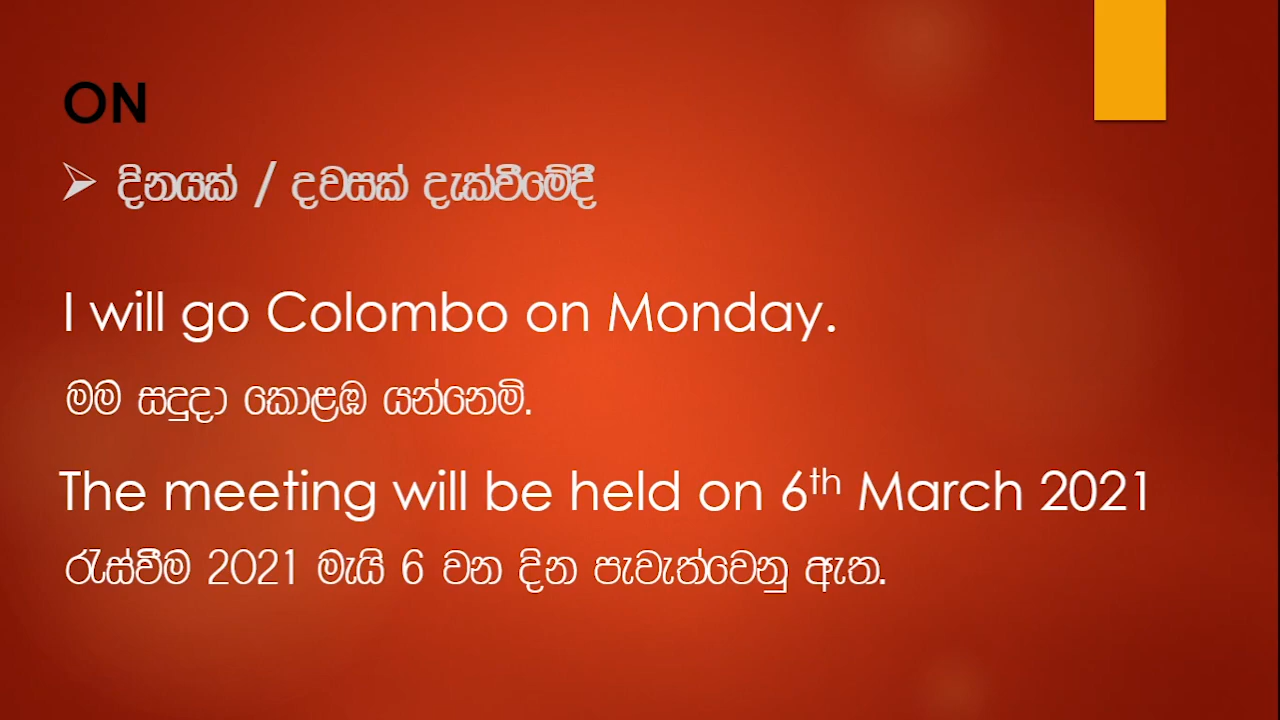 ON
➢ දිනයක් / දවසක් දැක්වීමේදී
I will go Colombo on Monday.
මම සදුදා කොළඹ යන්නෙමි.
The meeting will be held on 6th March 2021
රැස්වීම 2021 මැයි 6 වන දින පැවැත්වෙනු ඇත.